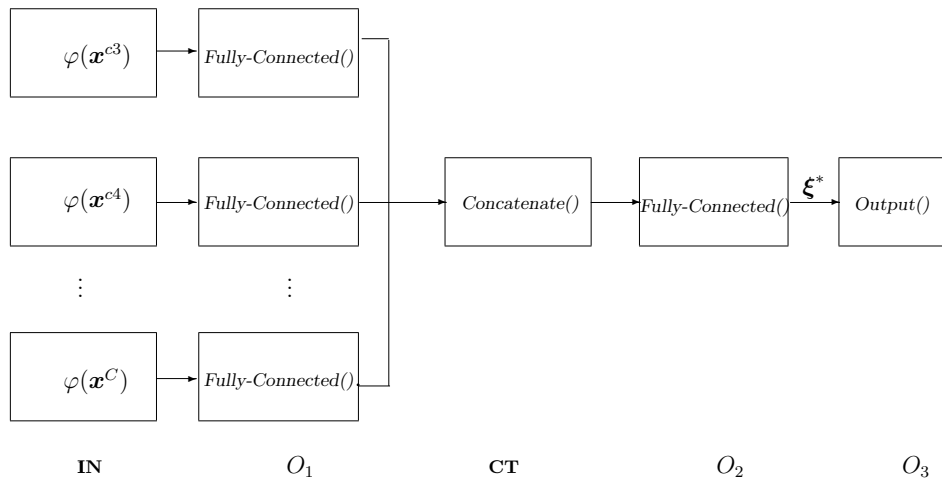 φ(x^{c3}) Fully-Connected()
φ(x^{c4}) Fully-Connected() Concatenate() Fully-Connected() ξ* Output()
⋮ ⋮
φ(x^C) Fully-Connected()
IN O_1 CT O_2 O_3